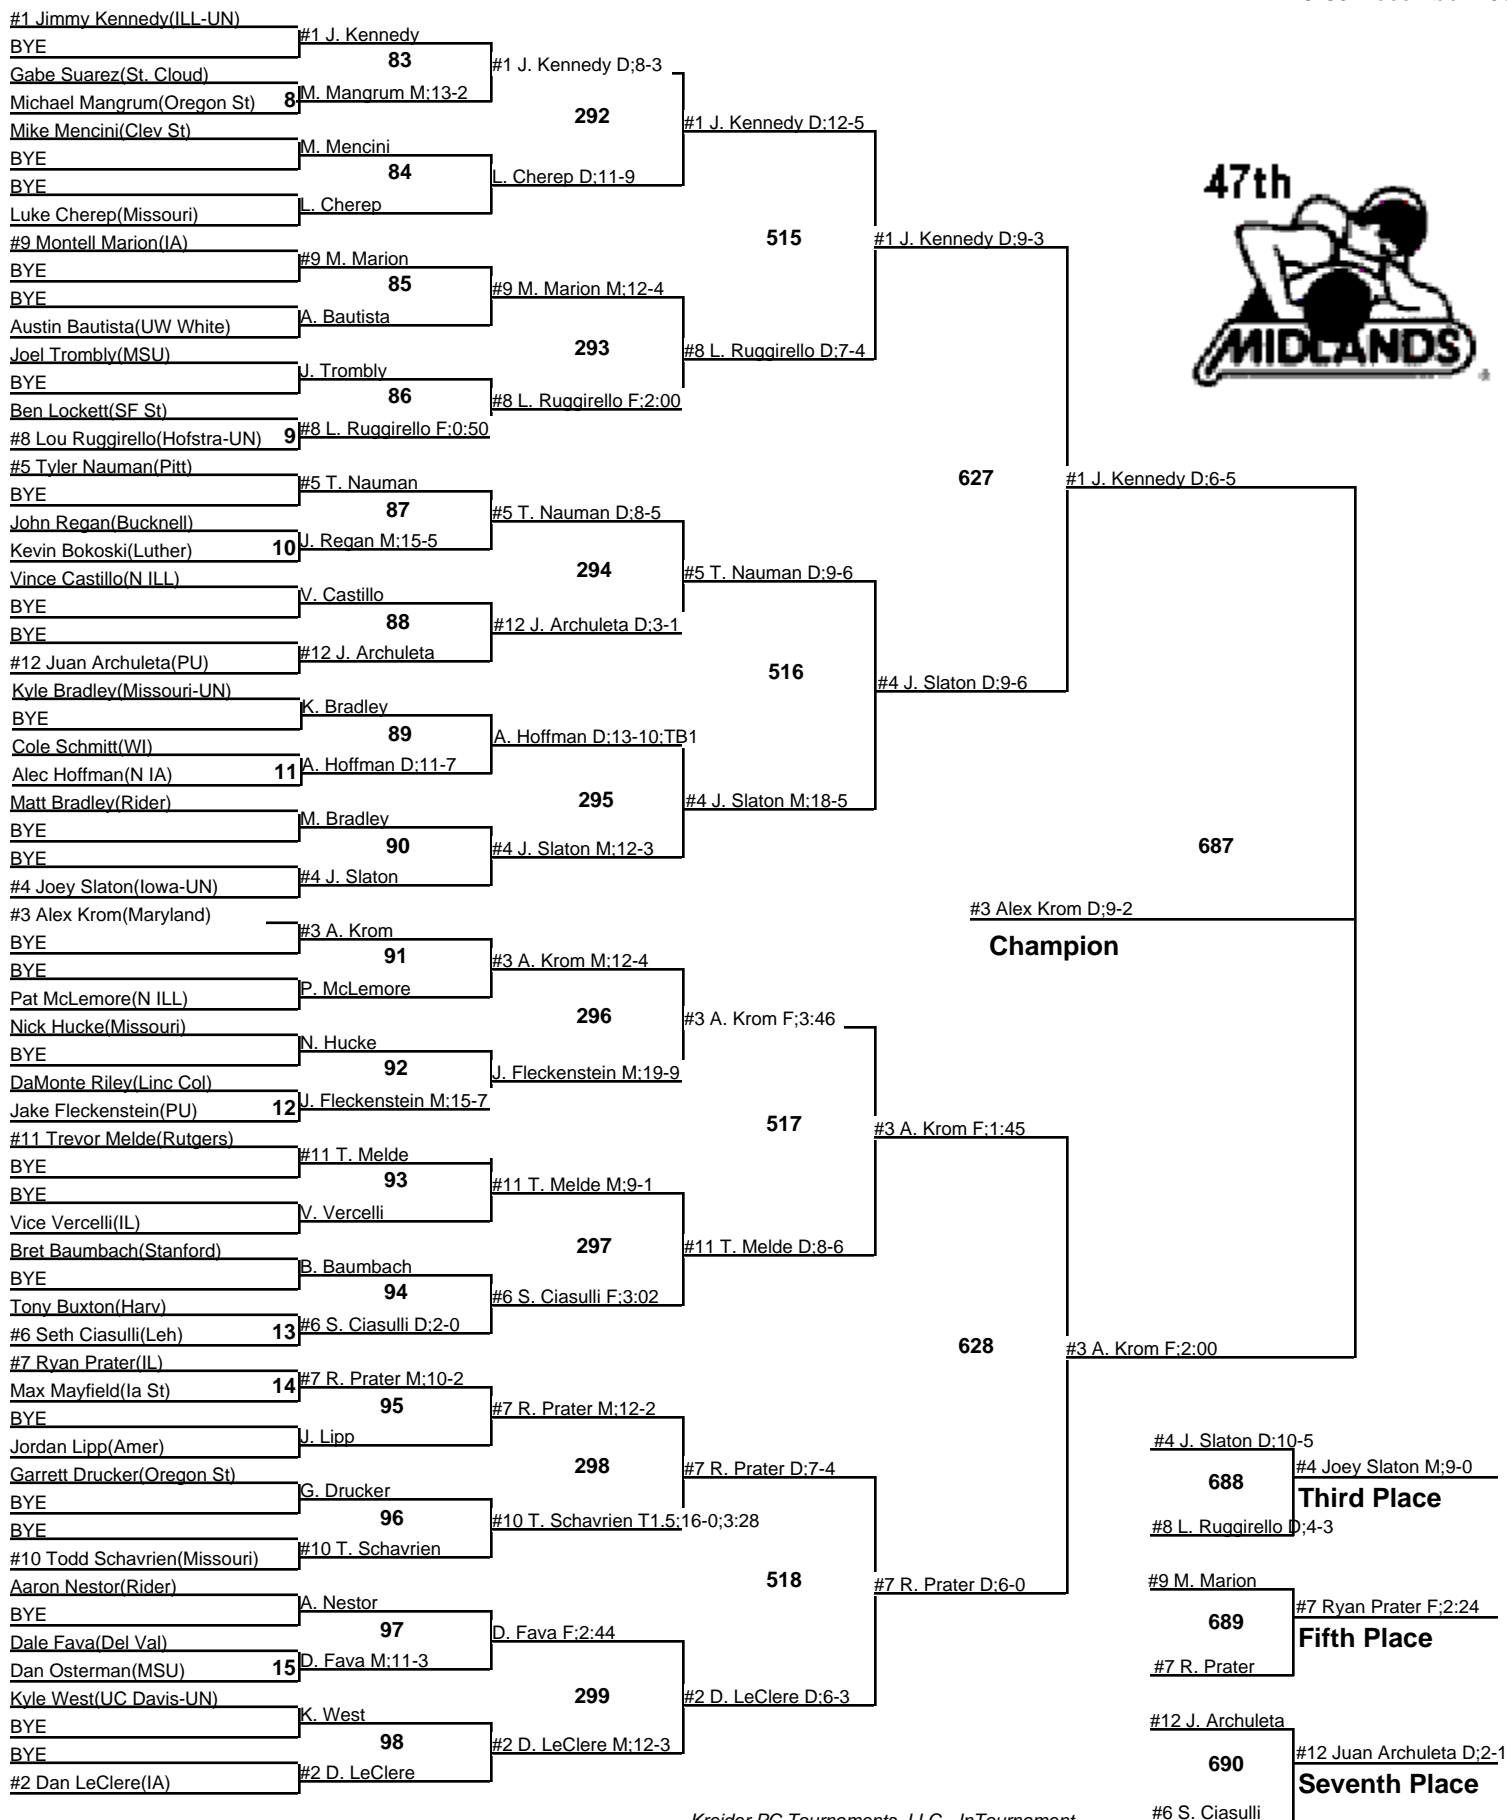 #1 Jimmy Kennedy(ILL-UN)
BYE
Gabe Suarez(St. Cloud)
Michael Mangrum(Oregon St) 8
Mike Mencini(Clev St)
BYE
BYE
Luke Cherep(Missouri)
#9 Montell Marion(IA)
BYE
BYE
Austin Bautista(UW White)
Joel Trombly(MSU)
BYE
Ben Lockett(SF St)
#8 Lou Ruggirello(Hofstra-UN) 9
#5 Tyler Nauman(Pitt)
BYE
John Regan(Bucknell)
Kevin Bokoski(Luther) 10
Vince Castillo(N ILL)
BYE
BYE
#12 Juan Archuleta(PU)
Kyle Bradley(Missouri-UN)
BYE
Cole Schmitt(WI)
Alec Hoffman(N IA) 11
Matt Bradley(Rider)
BYE
BYE
#4 Joey Slaton(Iowa-UN)
#3 Alex Krom(Maryland)
BYE
BYE
Pat McLemore(N ILL)
Nick Hucke(Missouri)
BYE
DaMonte Riley(Linc Col)
Jake Fleckenstein(PU) 12
#11 Trevor Melde(Rutgers)
BYE
BYE
Vice Vercelli(IL)
Bret Baumbach(Stanford)
BYE
Tony Buxton(Harv)
#6 Seth Ciasulli(Leh) 13
#7 Ryan Prater(IL)
Max Mayfield(Ia St) 14
BYE
Jordan Lipp(Amer)
Garrett Drucker(Oregon St)
BYE
BYE
#10 Todd Schavrien(Missouri)
Aaron Nestor(Rider)
BYE
Dale Fava(Del Val)
Dan Osterman(MSU) 15
Kyle West(UC Davis-UN)
BYE
BYE
#2 Dan LeClere(IA)
#1 J. Kennedy
83
M. Mangrum M;13-2
M. Mencini
84
L. Cherep
#9 M. Marion
85
A. Bautista
J. Trombly
86
#8 L. Ruggirello F;0:50
#5 T. Nauman
87
J. Regan M;15-5
V. Castillo
88
#12 J. Archuleta
K. Bradley
89
A. Hoffman D;11-7
M. Bradley
90
#4 J. Slaton
#3 A. Krom
91
P. McLemore
N. Hucke
92
J. Fleckenstein M;15-7
#11 T. Melde
93
V. Vercelli
B. Baumbach
94
#6 S. Ciasulli D;2-0
#7 R. Prater M;10-2
95
J. Lipp
G. Drucker
96
#10 T. Schavrien
A. Nestor
97
D. Fava M;11-3
K. West
98
#2 D. LeClere
#1 J. Kennedy D;8-3
292
L. Cherep D;11-9
#9 M. Marion M;12-4
293
#8 L. Ruggirello F;2:00
#5 T. Nauman D;8-5
294
#12 J. Archuleta D;3-1
A. Hoffman D;13-10;TB1
295
#4 J. Slaton M;12-3
#3 A. Krom M;12-4
296
J. Fleckenstein M;19-9
#11 T. Melde M;9-1
297
#6 S. Ciasulli F;3:02
#7 R. Prater M;12-2
298
#10 T. Schavrien T1.5;16-0;3:28
D. Fava F;2:44
299
#2 D. LeClere M;12-3
#1 J. Kennedy D;12-5
515
#8 L. Ruggirello D;7-4
#5 T. Nauman D;9-6
516
#4 J. Slaton M;18-5
#3 A. Krom F;3:46
517
#11 T. Melde D;8-6
#7 R. Prater D;7-4
518
#2 D. LeClere D;6-3
#1 J. Kennedy D;9-3
627
#4 J. Slaton D;9-6
#3 A. Krom F;1:45
628
#7 R. Prater D;6-0
#1 J. Kennedy D;6-5
687
#3 A. Krom F;2:00
#3 Alex Krom D;9-2
Champion
47th
MIDLANDS
#4 J. Slaton D;10-5
688
#8 L. Ruggirello D;4-3
#4 Joey Slaton M;9-0
Third Place
#9 M. Marion
689
#7 R. Prater
#7 Ryan Prater F;2:24
Fifth Place
#12 J. Archuleta
690
#6 S. Ciasulli
#12 Juan Archuleta D;2-1
Seventh Place
Kreider PC Tournaments, LLC - InTournament